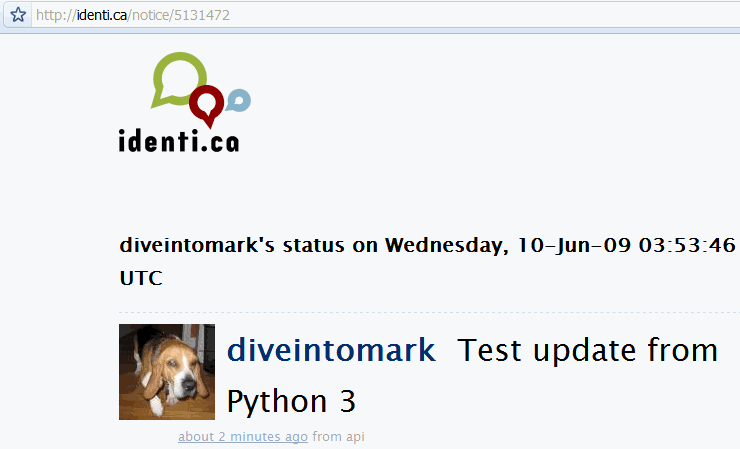 http://identi.ca/notice/5131472
identi.ca
diveintomark's status on Wednesday, 10-Jun-09 03:53:46
UTC
diveintomark Test update from
Python 3
about 2 minutes ago from api